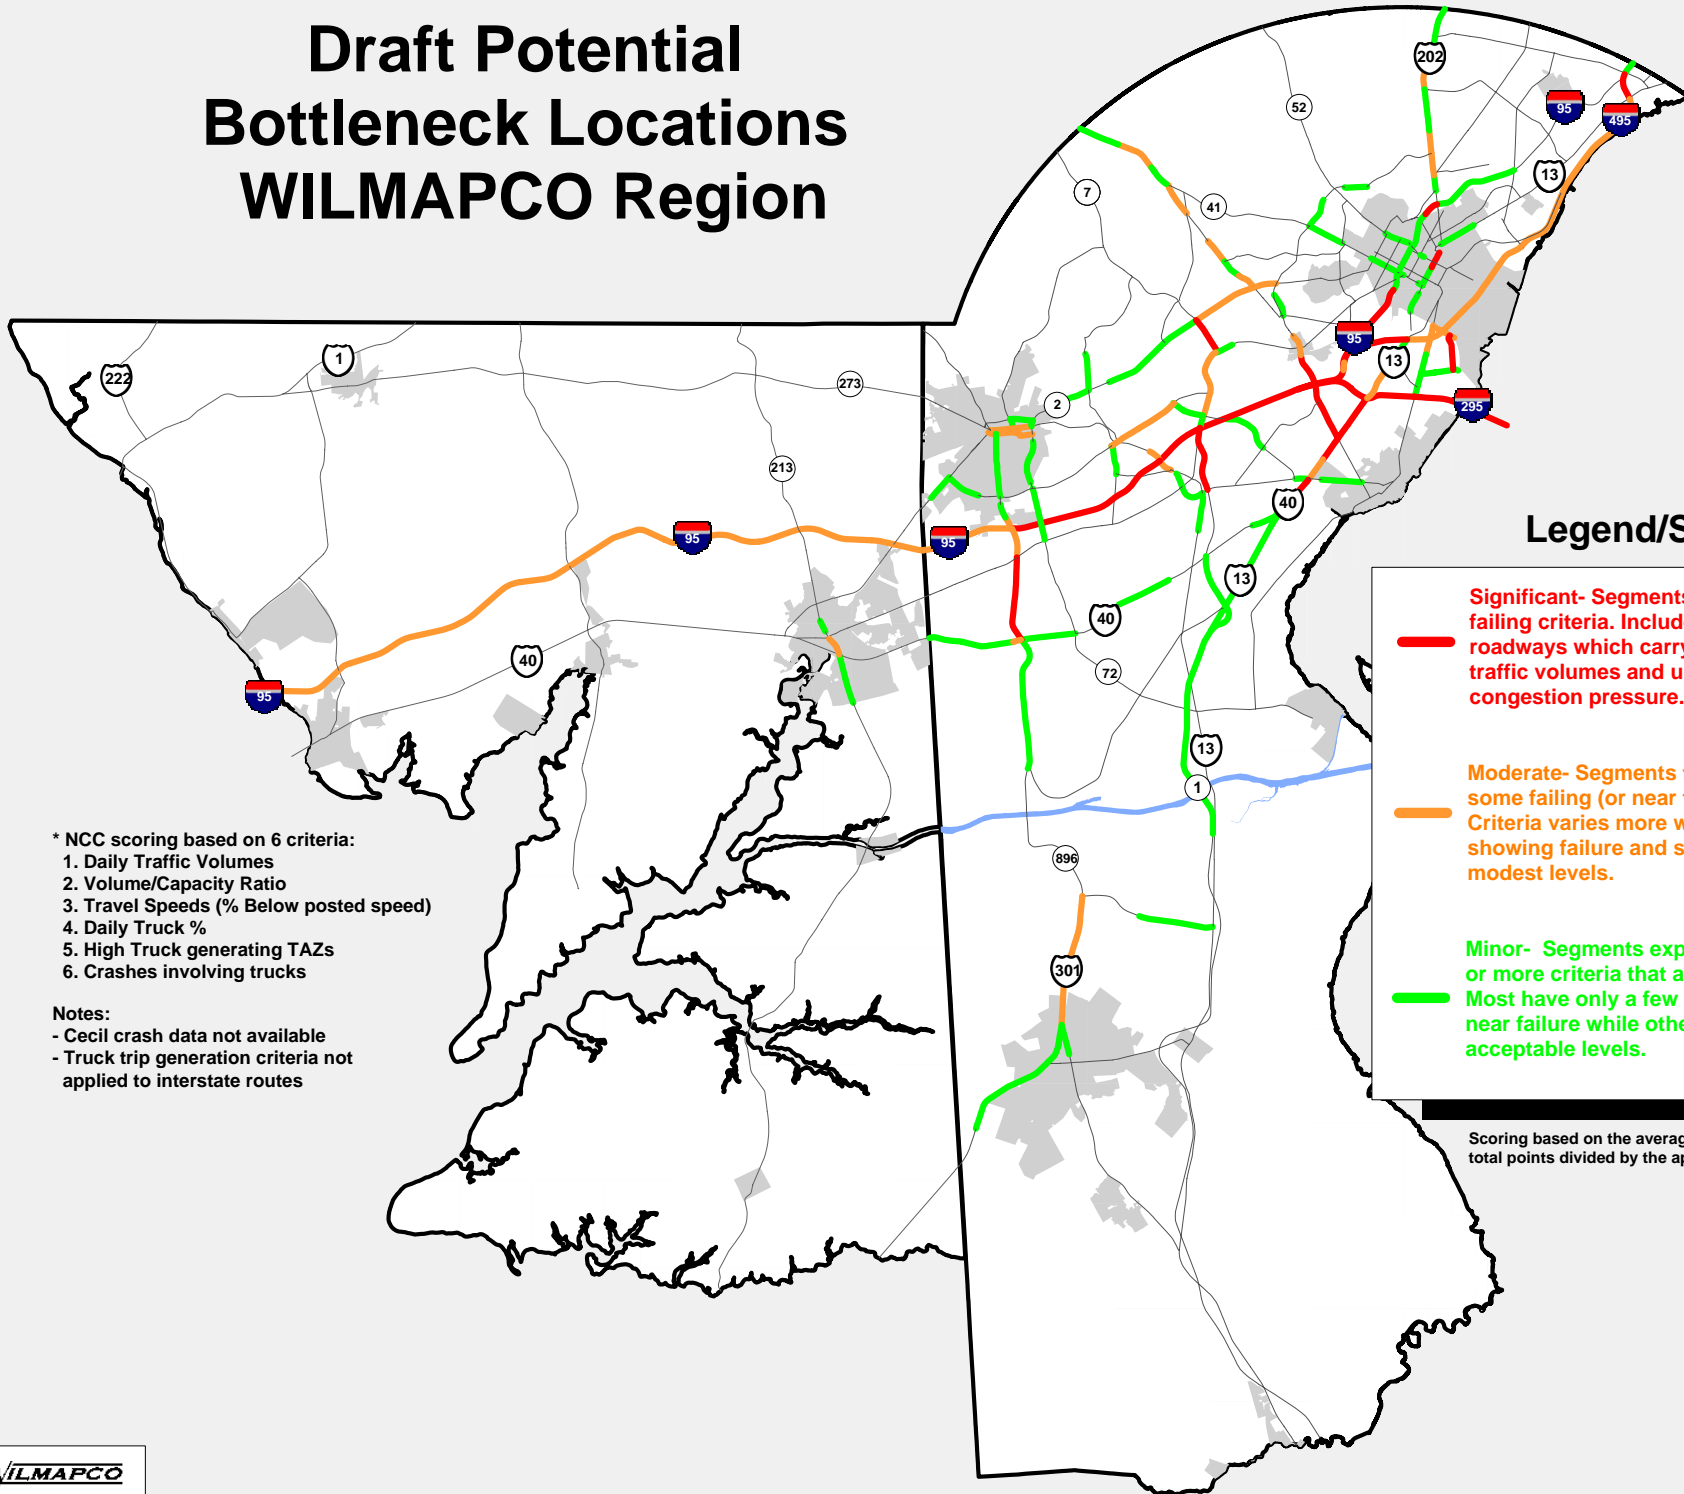 Draft Potential
Bottleneck Locations
WILMAPCO Region
202
52
95
495
13
7
41
95
13
295
222
1
273
2
213
40
95
95
13
40
40
72
95
13
1
896
301
* NCC scoring based on 6 criteria:
1. Daily Traffic Volumes
2. Volume/Capacity Ratio
3. Travel Speeds (% Below posted speed)
4. Daily Truck %
5. High Truck generating TAZs
6. Crashes involving trucks
Notes:
- Cecil crash data not available
- Truck trip generation criteria not
applied to interstate routes
Legend/S
Significant- Segments
failing criteria. Includ
roadways which carry
traffic volumes and u
congestion pressure.
Moderate- Segments
some failing (or near
Criteria varies more w
showing failure and s
modest levels.
Minor- Segments exp
or more criteria that a
Most have only a few
near failure while othe
acceptable levels.
Scoring based on the averag
total points divided by the ap
WILMAPCO